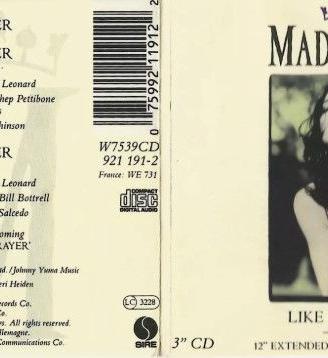 ER
ER
Leonard
hep Pettibone
hinson
ER
Leonard
Bill Bottrell
Salcedo
oming
RAYER'
td. /Johnny Yuma Music
eri Heiden
ecords Co.
Co.
s. All rights reserved.
llemagne.
Communications Co.
0 75992 11912 2
W7539CD
921 191-2
France: WE 731
COMPACT
disc
DIGITAL AUDIO
LC 3228
SIRE
3" CD
MAD
LIKE
12" EXTENDED